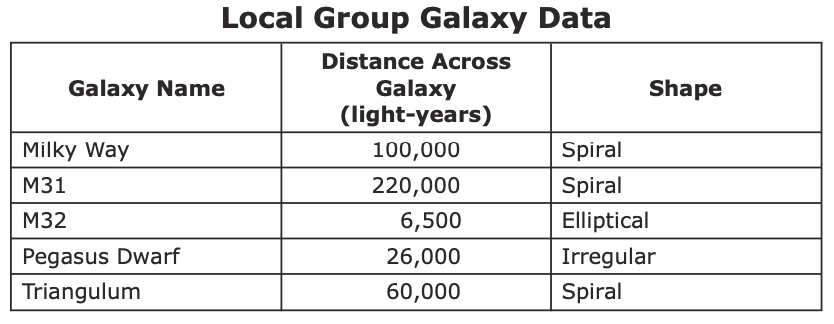 Local Group Galaxy Data
Galaxy Name
Distance Across
Galaxy
(light-years)
Shape
Milky Way 100,000 Spiral
M31 220,000 Spiral
M32 6,500 Elliptical
Pegasus Dwarf 26,000 Irregular
Triangulum 60,000 Spiral